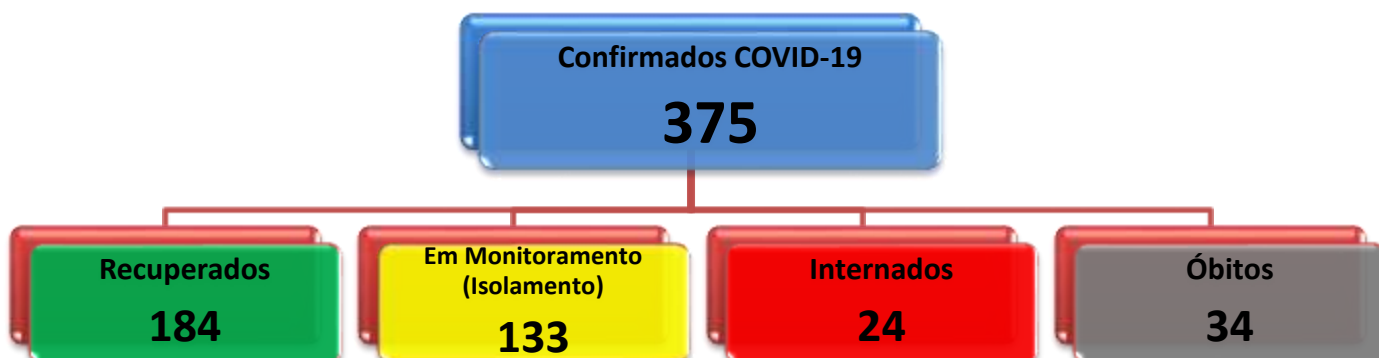 Confirmados COVID-19
375
Recuperados
184
Em Monitoramento
(Isolamento)
133
Internados
24
Óbitos
34